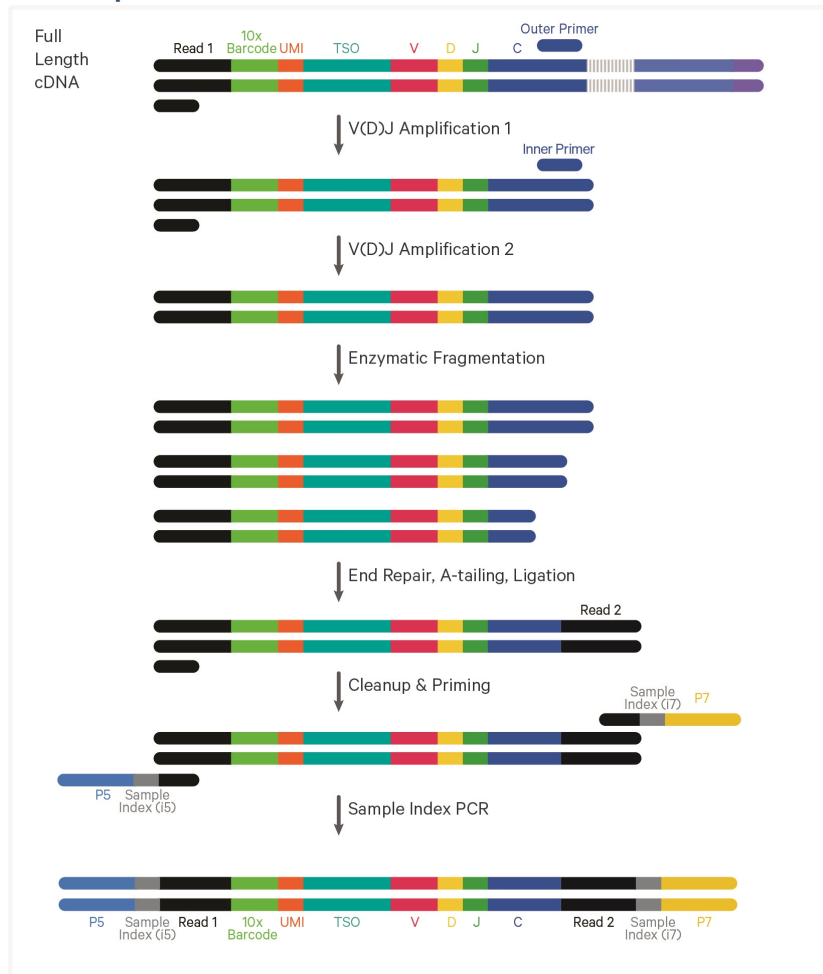 Full
Length
cDNA
Outer Primer
Read 1
10x
Barcode
UMI
TSO
V
D
J
C
V(D)J Amplification 1
Inner Primer
V(D)J Amplification 2
Enzymatic Fragmentation
End Repair, A-tailing, Ligation
Read 2
Cleanup & Priming
Sample
Index (i7)
P7
P5
Sample
Index (i5)
Sample Index PCR
P5
Sample
Index (i5)
Read 1
10x
Barcode
UMI
TSO
V
D
J
C
Read 2
Sample
Index (i7)
P7